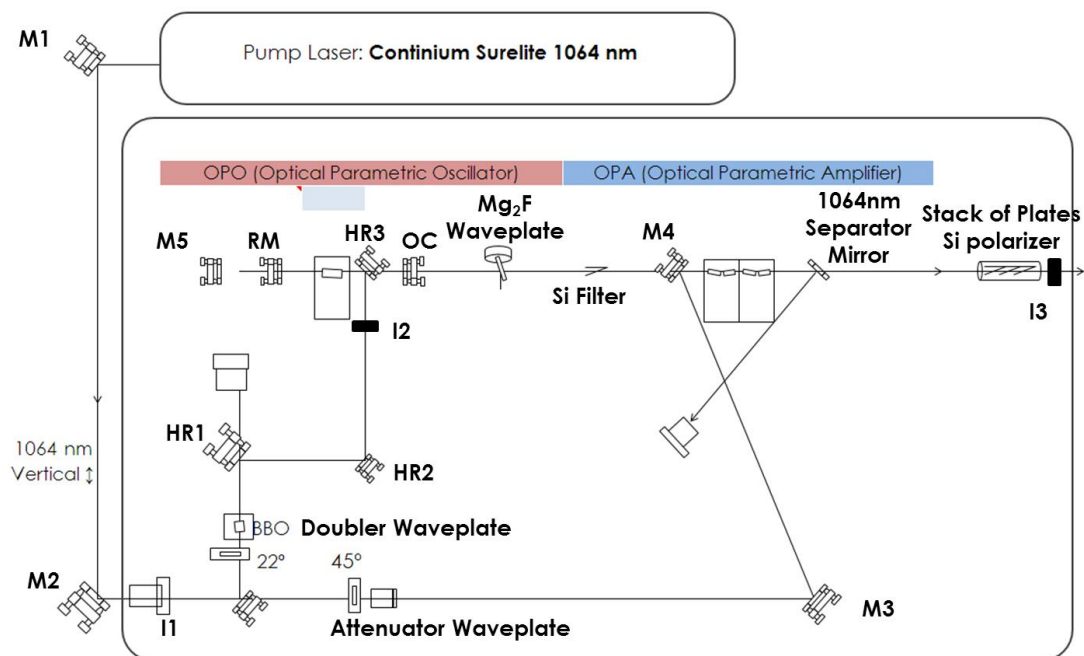 M1
Pump Laser: Continium Surelite 1064 nm
OPO (Optical Parametric Oscillator)
OPA (Optical Parametric Amplifier)
M5
RM
HR3
OC
Mg₂F
Waveplate
Si Filter
M4
1064nm
Separator
Mirror
Stack of Plates
Si polarizer
I3
I2
HR1
HR2
1064 nm
Vertical ↕
BBO Doubler Waveplate
22º
45º
M2
I1
Attenuator Waveplate
M3